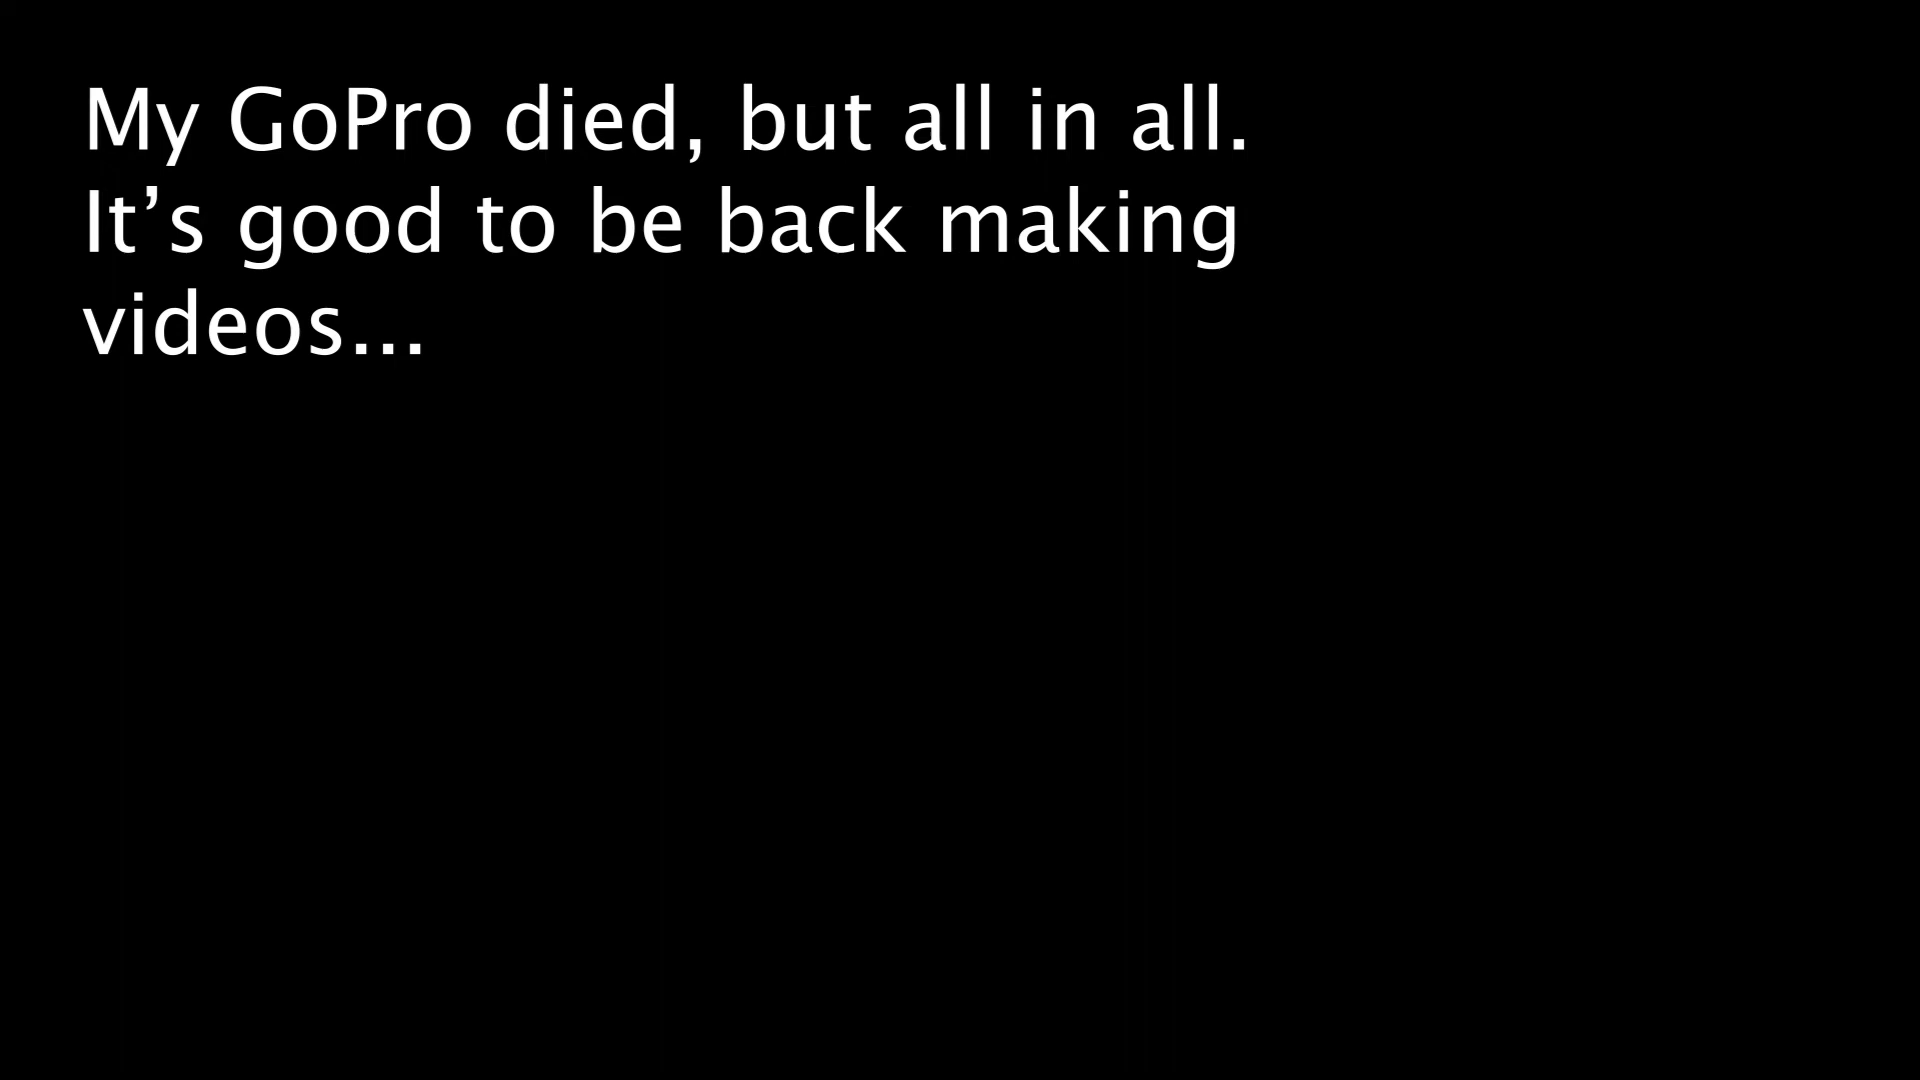 My GoPro died, but all in all.
It’s good to be back making
videos...